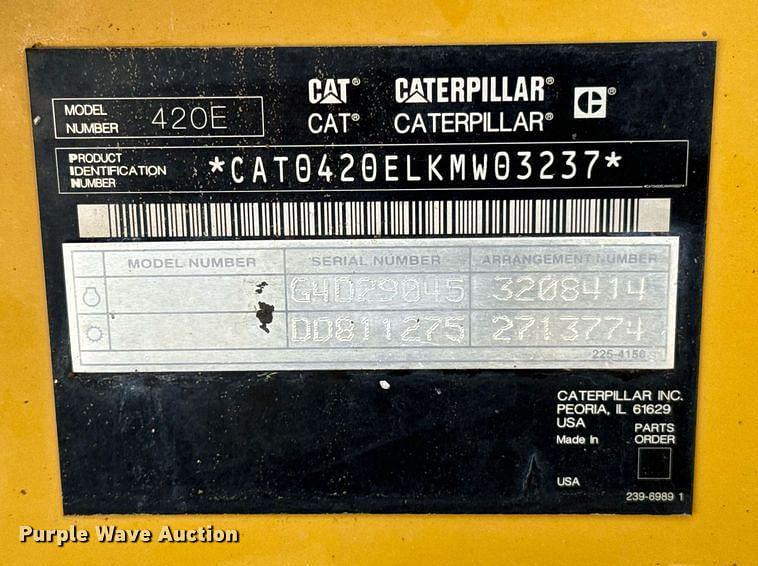 MODEL NUMBER 420E
CAT® CATERPILLAR® ®
CAT® CATERPILLAR®
PRODUCT IDENTIFICATION NUMBER *CAT0420ELKMW03237*
MODEL NUMBER SERIAL NUMBER ARRANGEMENT NUMBER
G4D29045 3208414
DD811275 2713774
225-4150
CATERPILLAR INC.
PEORIA, IL 61629
USA
Made In
PARTS ORDER
USA
239-6989 1
Purple Wave Auction